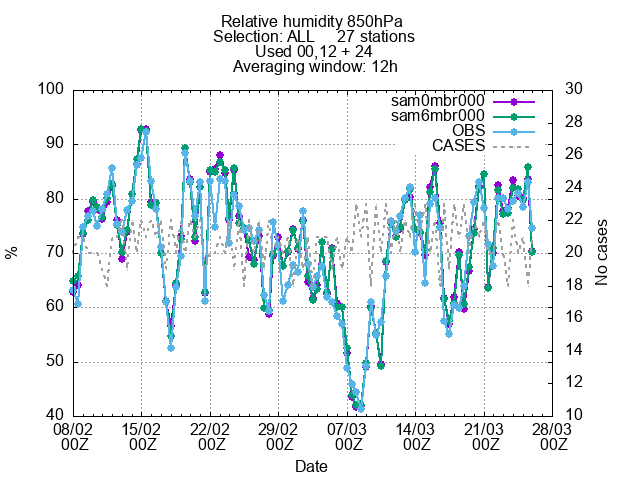 Relative humidity 850hPa
Selection: ALL 27 stations
Used 00,12 + 24
Averaging window: 12h
sam0mbr000
sam6mbr000
OBS
CASES
100
90
80
70
60
50
40
%
30
28
26
24
22
20
18
16
14
12
10
No cases
08/02 15/02 22/02 29/02 07/03 14/03 21/03 28/03
00Z 00Z 00Z 00Z 00Z 00Z 00Z 00Z
Date